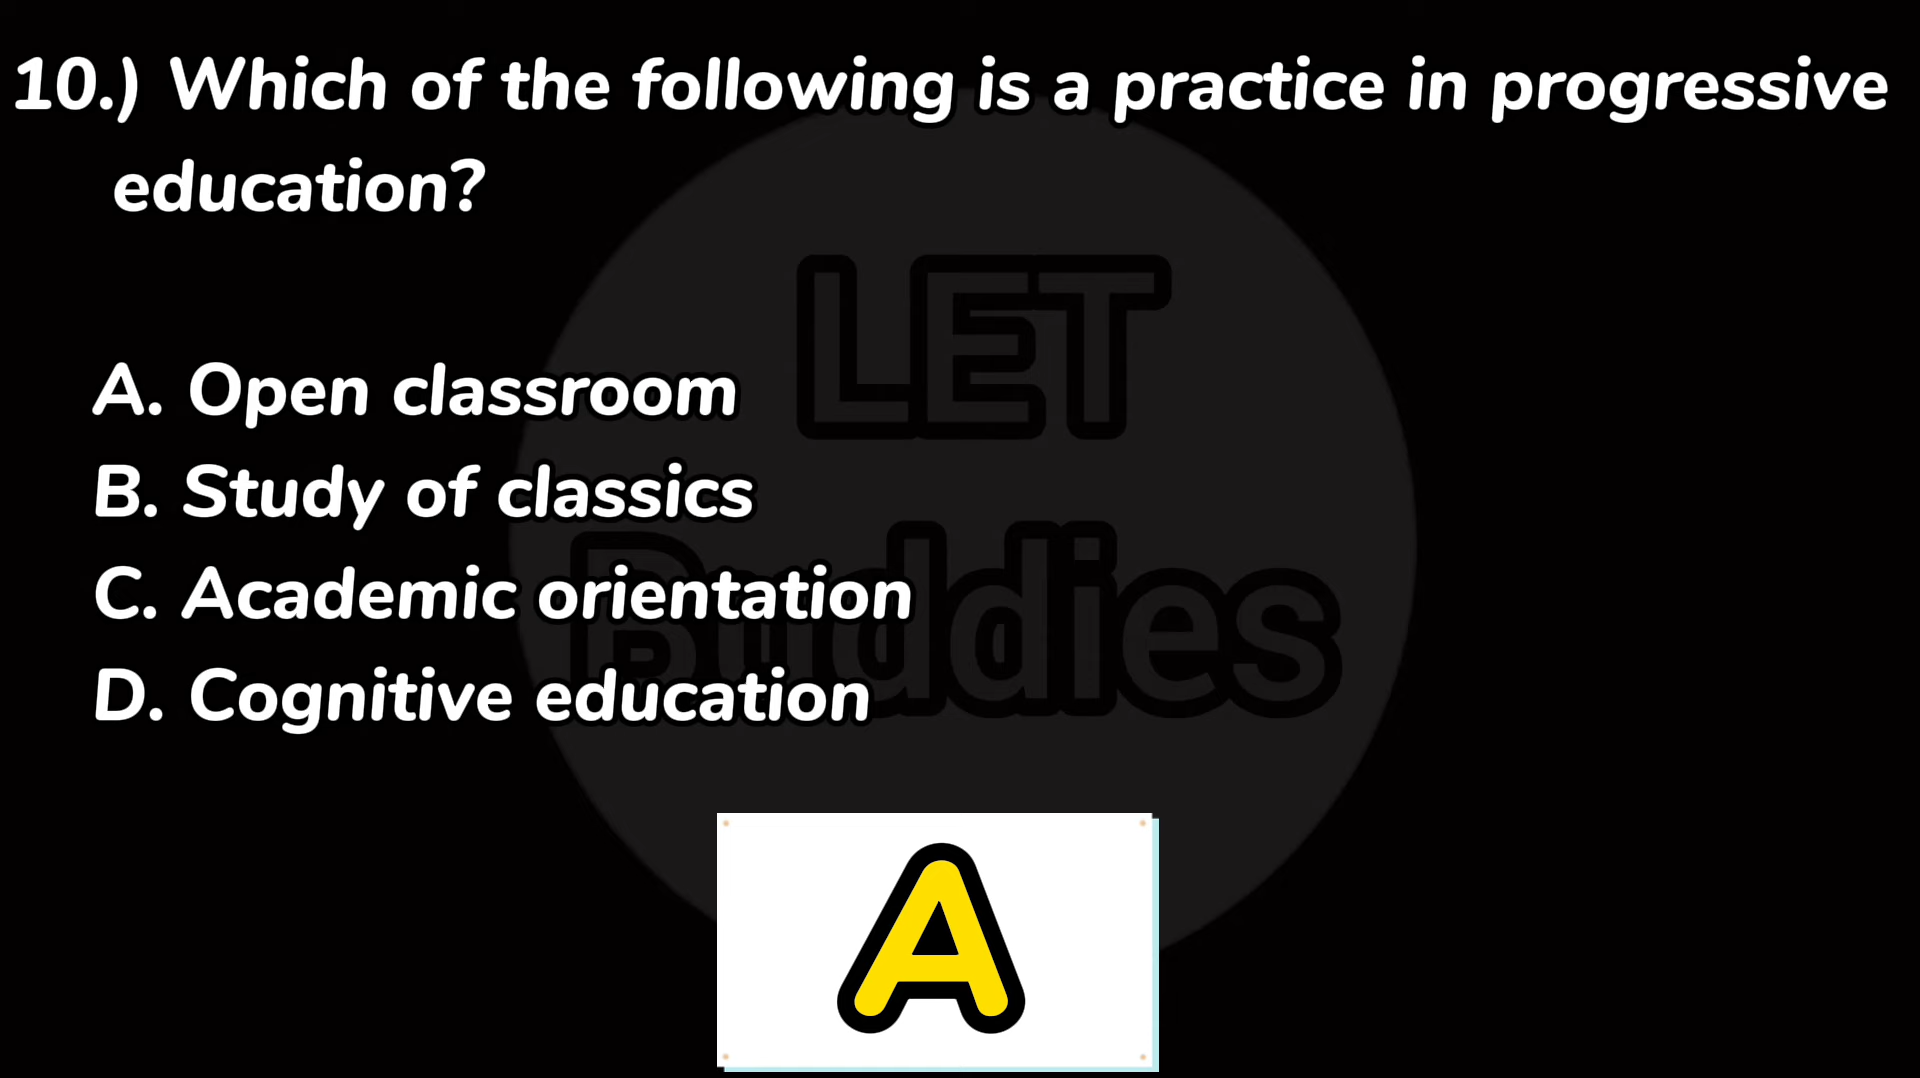 10.) Which of the following is a practice in progressive
education?
LET
Buddies
A. Open classroom
B. Study of classics
C. Academic orientation
D. Cognitive education
A